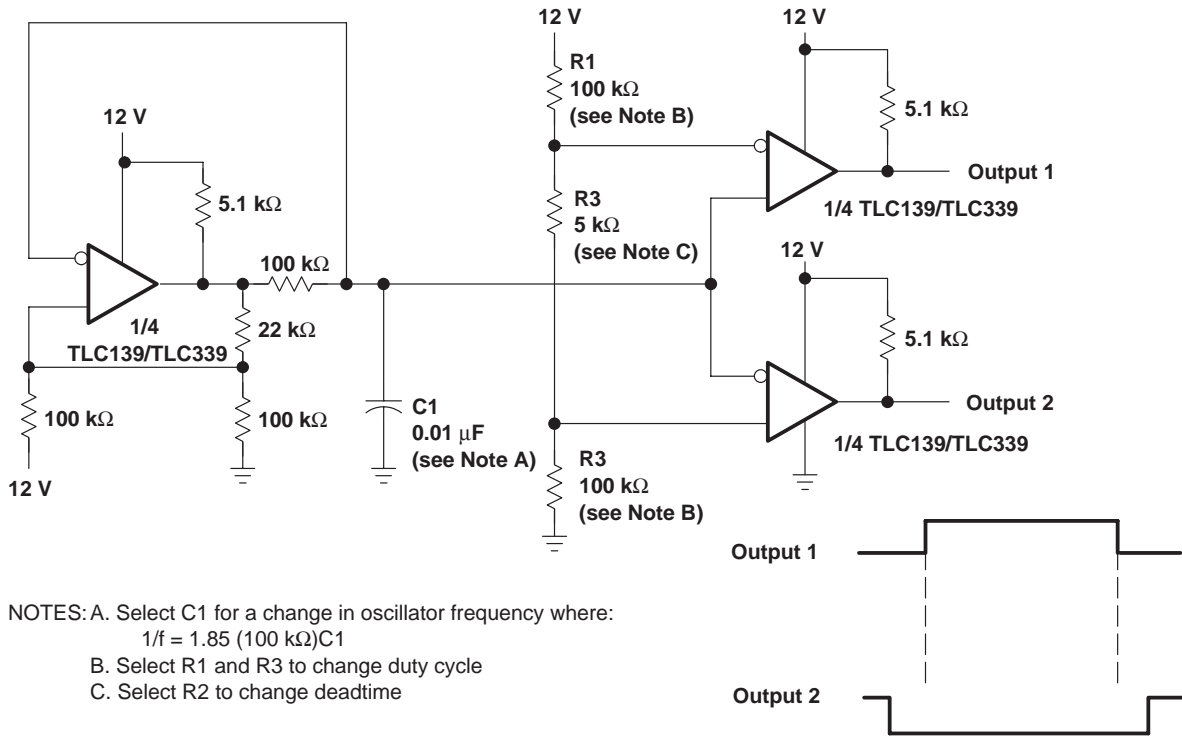 12 V
12 V
R1
100 kΩ
(see Note B)
5.1 kΩ
12 V
5.1 kΩ
Output 1
1/4 TLC139/TLC339
R3
5 kΩ
(see Note C)
12 V
100 kΩ
1/4
TLC139/TLC339
22 kΩ
5.1 kΩ
Output 2
1/4 TLC139/TLC339
100 kΩ
12 V
100 kΩ
C1
0.01 μF
(see Note A)
R3
100 kΩ
(see Note B)
Output 1
Output 2
NOTES: A. Select C1 for a change in oscillator frequency where:
1/f = 1.85 (100 kΩ)C1
B. Select R1 and R3 to change duty cycle
C. Select R2 to change deadtime